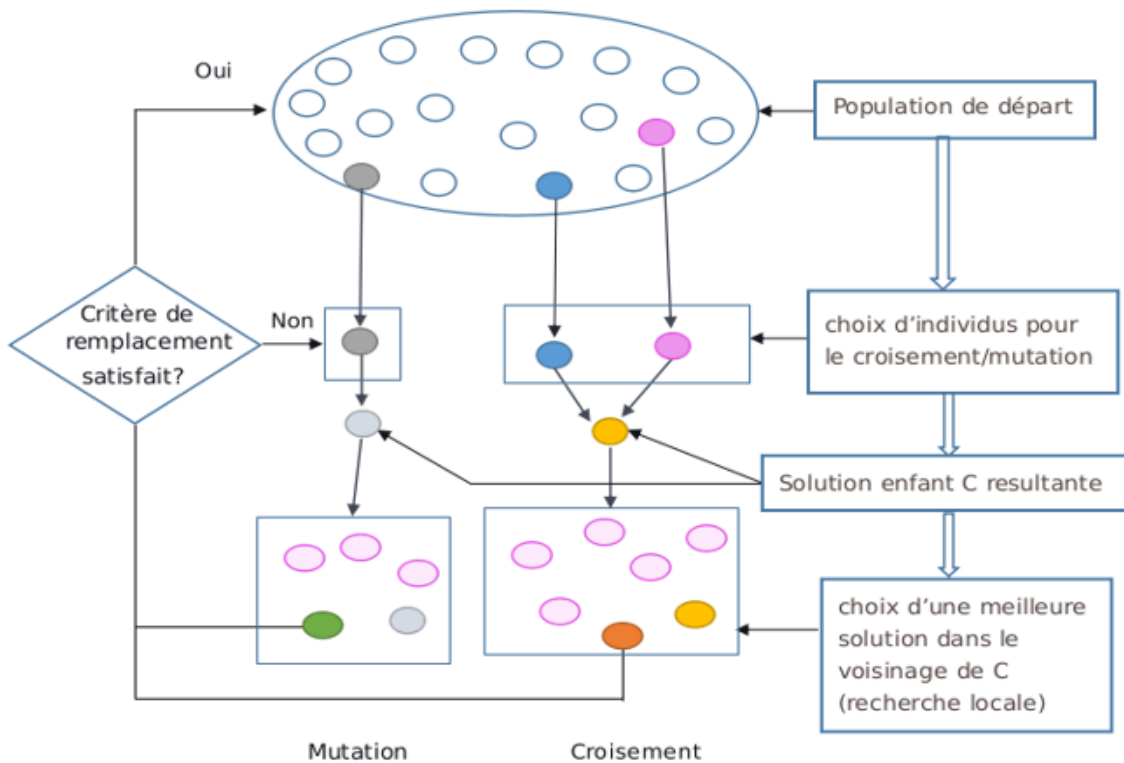 Oui
Population de départ
Critère de
remplacement
satisfait?
Non
choix d'individus pour
le croisement/mutation
Solution enfant C resultante
choix d'une meilleure
solution dans le
voisinage de C
(recherche locale)
Mutation
Croisement